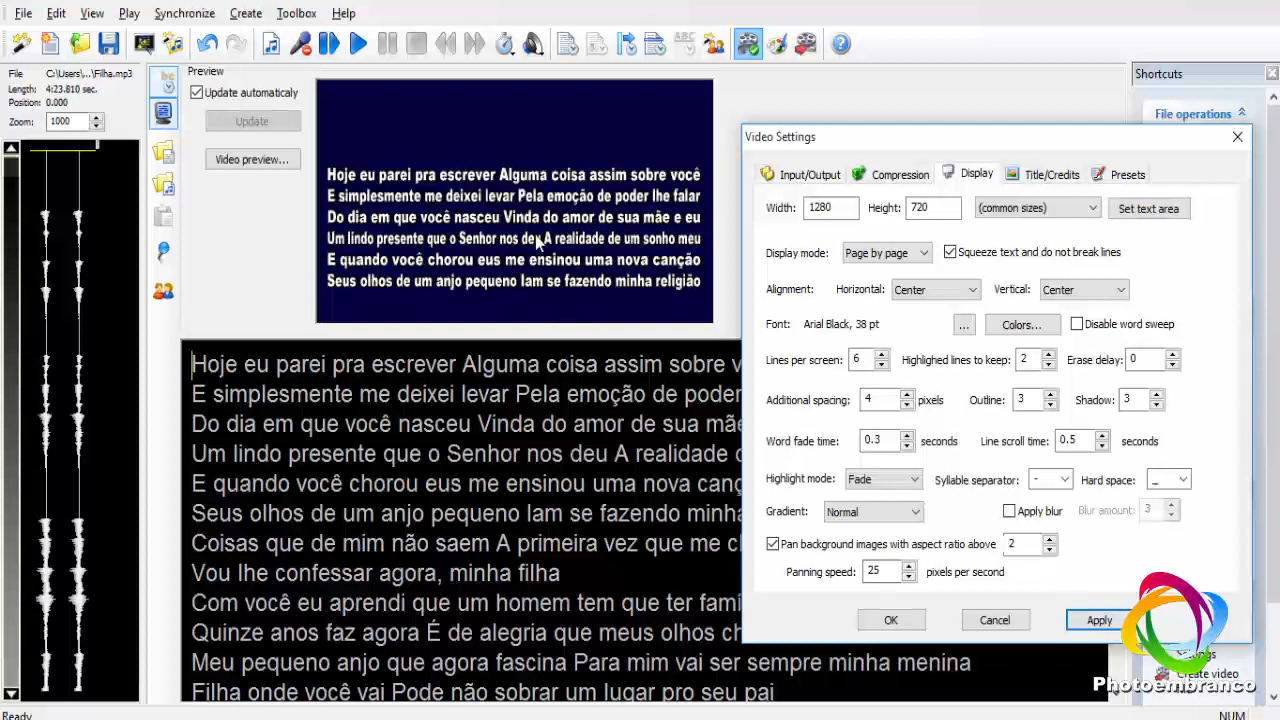 File Edit View Play Synchronize Create Toolbox Help
File C:\Users\...\Filha.mp3
Length: 4:23.810 sec.
Position: 0.000
Zoom: 1000
Preview
Update automaticaly
Update
Video preview...
Hoje eu parei pra escrever Alguma coisa assim sobre você
E simplesmente me deixei levar Pela emoção de poder lhe falar
Do dia em que você nasceu Vinda do amor de sua mãe e eu
Um lindo presente que o Senhor nos deu A realidade de um sonho meu
E quando você chorou eus me ensinou uma nova canção
Seus olhos de um anjo pequeno Iam se fazendo minha religião
Hoje eu parei pra escrever Alguma coisa assim sobre v
E simplesmente me deixei levar Pela emoção de poder
Do dia em que você nasceu Vinda do amor de sua mãe
Um lindo presente que o Senhor nos deu A realidade
E quando você chorou eus me ensinou uma nova canç
Seus olhos de um anjo pequeno Iam se fazendo minha
Coisas que de mim não saem A primeira vez que me c
Vou lhe confessar agora, minha filha
Com você eu aprendi que um homem tem que ter famí
Quinze anos faz agora É de alegria que meus olhos
Meu pequeno anjo que agora fascina Para mim vai ser sempre minha menina
Filha onde você vai Pode não sobrar um lugar pro seu pai
Shortcuts
File operations
Video Settings
Input/Output Compression Display Title/Credits Presets
Width: 1280 Height: 720 (common sizes) Set text area
Display mode: Page by page Squeeze text and do not break lines
Alignment: Horizontal: Center Vertical: Center
Font: Arial Black, 38 pt ... Colors... Disable word sweep
Lines per screen: 6 Highlighed lines to keep: 2 Erase delay: 0
Additional spacing: 4 pixels Outline: 3 Shadow: 3
Word fade time: 0.3 seconds Line scroll time: 0.5 seconds
Highlight mode: Fade Syllable separator: - Hard space: _
Gradient: Normal Apply blur Blur amount: 3
Pan background images with aspect ratio above 2
Panning speed: 25 pixels per second
OK Cancel Apply
Create video
Photoembranco
Ready NUM